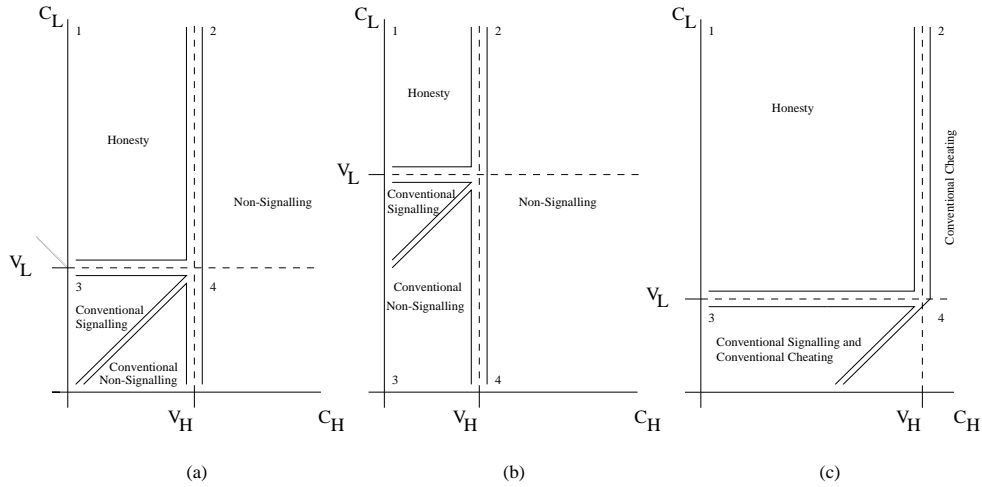 C_L
1
2
Honesty
Non-Signalling
V_L
3
4
Conventional
Signalling
Conventional
Non-Signalling
V_H
C_H
(a)
C_L
1
2
Honesty
V_L
Conventional
Signalling
Non-Signalling
Conventional
Non-Signalling
3
4
V_H
C_H
(b)
C_L
1
2
Honesty
Conventional Cheating
V_L
3
4
Conventional Signalling and
Conventional Cheating
V_H
C_H
(c)